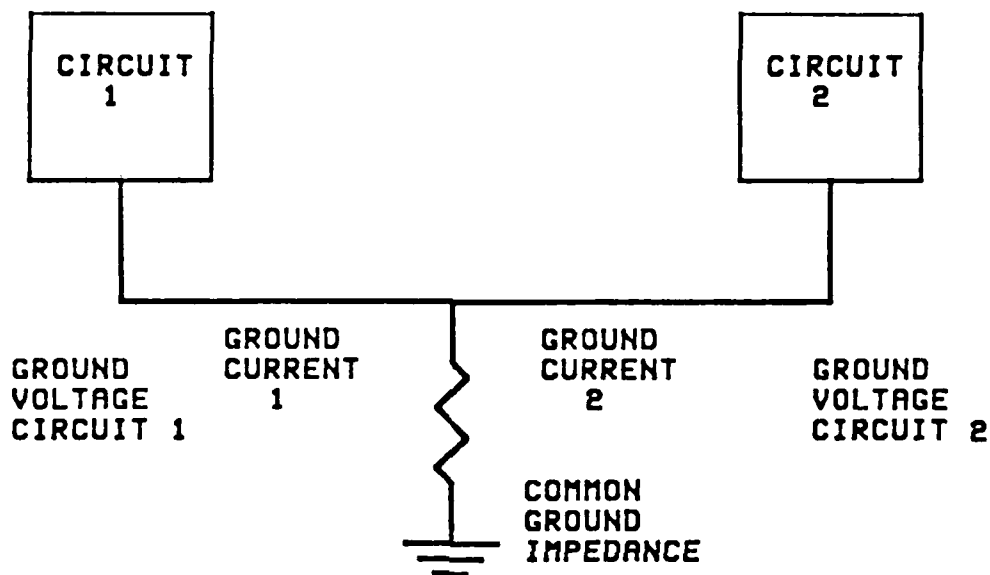 CIRCUIT
1
CIRCUIT
2
GROUND
VOLTAGE
CIRCUIT 1
GROUND
CURRENT
1
GROUND
CURRENT
2
GROUND
VOLTAGE
CIRCUIT 2
COMMON
GROUND
IMPEDANCE